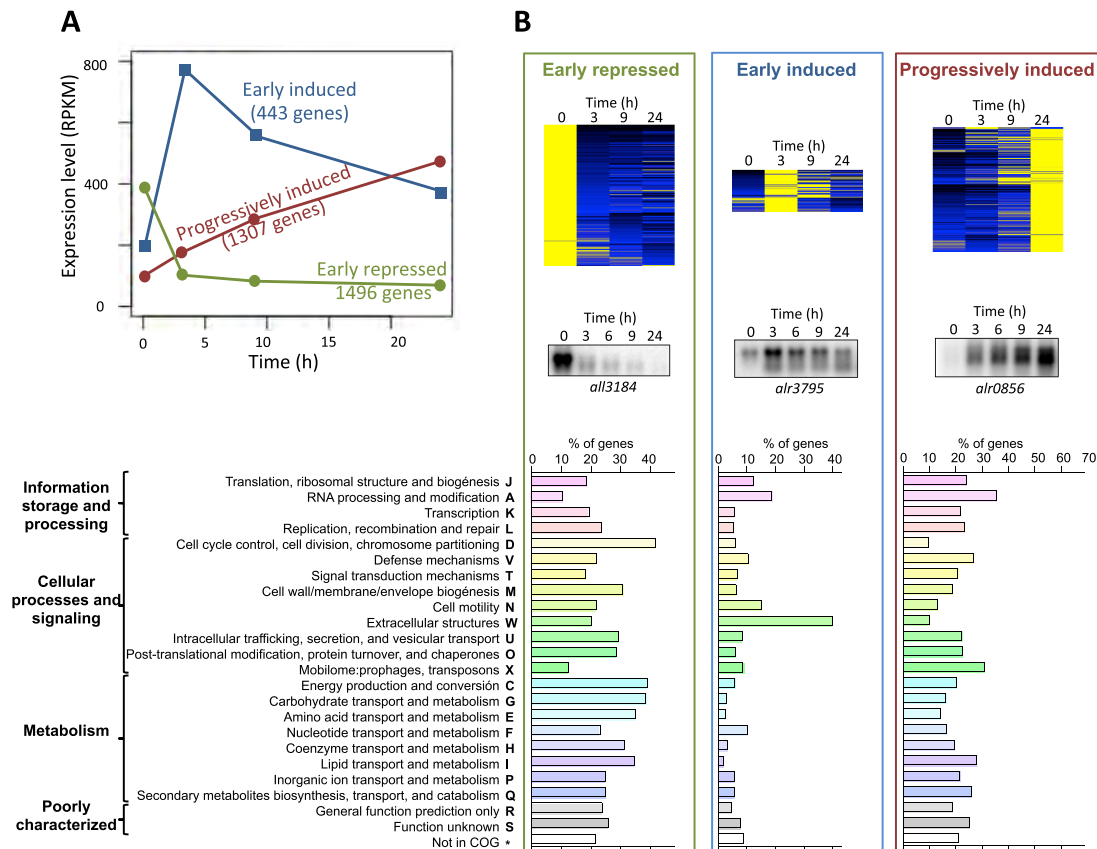 A
B
800
400
0
Expression level (RPKM)
0 5 10 15 20
Time (h)
Early induced
(443 genes)
Progressively induced
(1307 genes)
Early repressed
1496 genes
Early repressed
Time (h)
0 3 9 24
Time (h)
0 3 6 9 24
all3184
Early induced
Time (h)
0 3 9 24
Time (h)
0 3 6 9 24
alr3795
Progressively induced
Time (h)
0 3 9 24
Time (h)
0 3 6 9 24
alr0856
% of genes
0 10 20 30 40
% of genes
0 10 20 30 40
% of genes
0 10 20 30 40 50 60 70
Information
storage and
processing
Translation, ribosomal structure and biogénesis J
RNA processing and modification A
Transcription K
Replication, recombination and repair L
Cellular
processes and
signaling
Cell cycle control, cell division, chromosome partitioning D
Defense mechanisms V
Signal transduction mechanisms T
Cell wall/membrane/envelope biogénesis M
Cell motility N
Extracellular structures W
Intracellular trafficking, secretion, and vesicular transport U
Post-translational modification, protein turnover, and chaperones O
Mobilome:prophages, transposons X
Metabolism
Energy production and conversión C
Carbohydrate transport and metabolism G
Amino acid transport and metabolism E
Nucleotide transport and metabolism F
Coenzyme transport and metabolism H
Lipid transport and metabolism I
Inorganic ion transport and metabolism P
Secondary metabolites biosynthesis, transport, and catabolism Q
Poorly
characterized
General function prediction only R
Function unknown S
Not in COG *